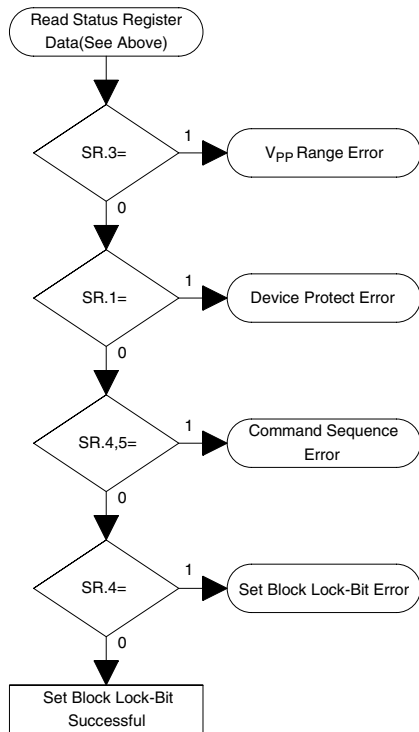 Read Status Register
Data(See Above)
SR.3=
1
VPP Range Error
0
SR.1=
1
Device Protect Error
0
SR.4,5=
1
Command Sequence
Error
0
SR.4=
1
Set Block Lock-Bit Error
0
Set Block Lock-Bit
Successful